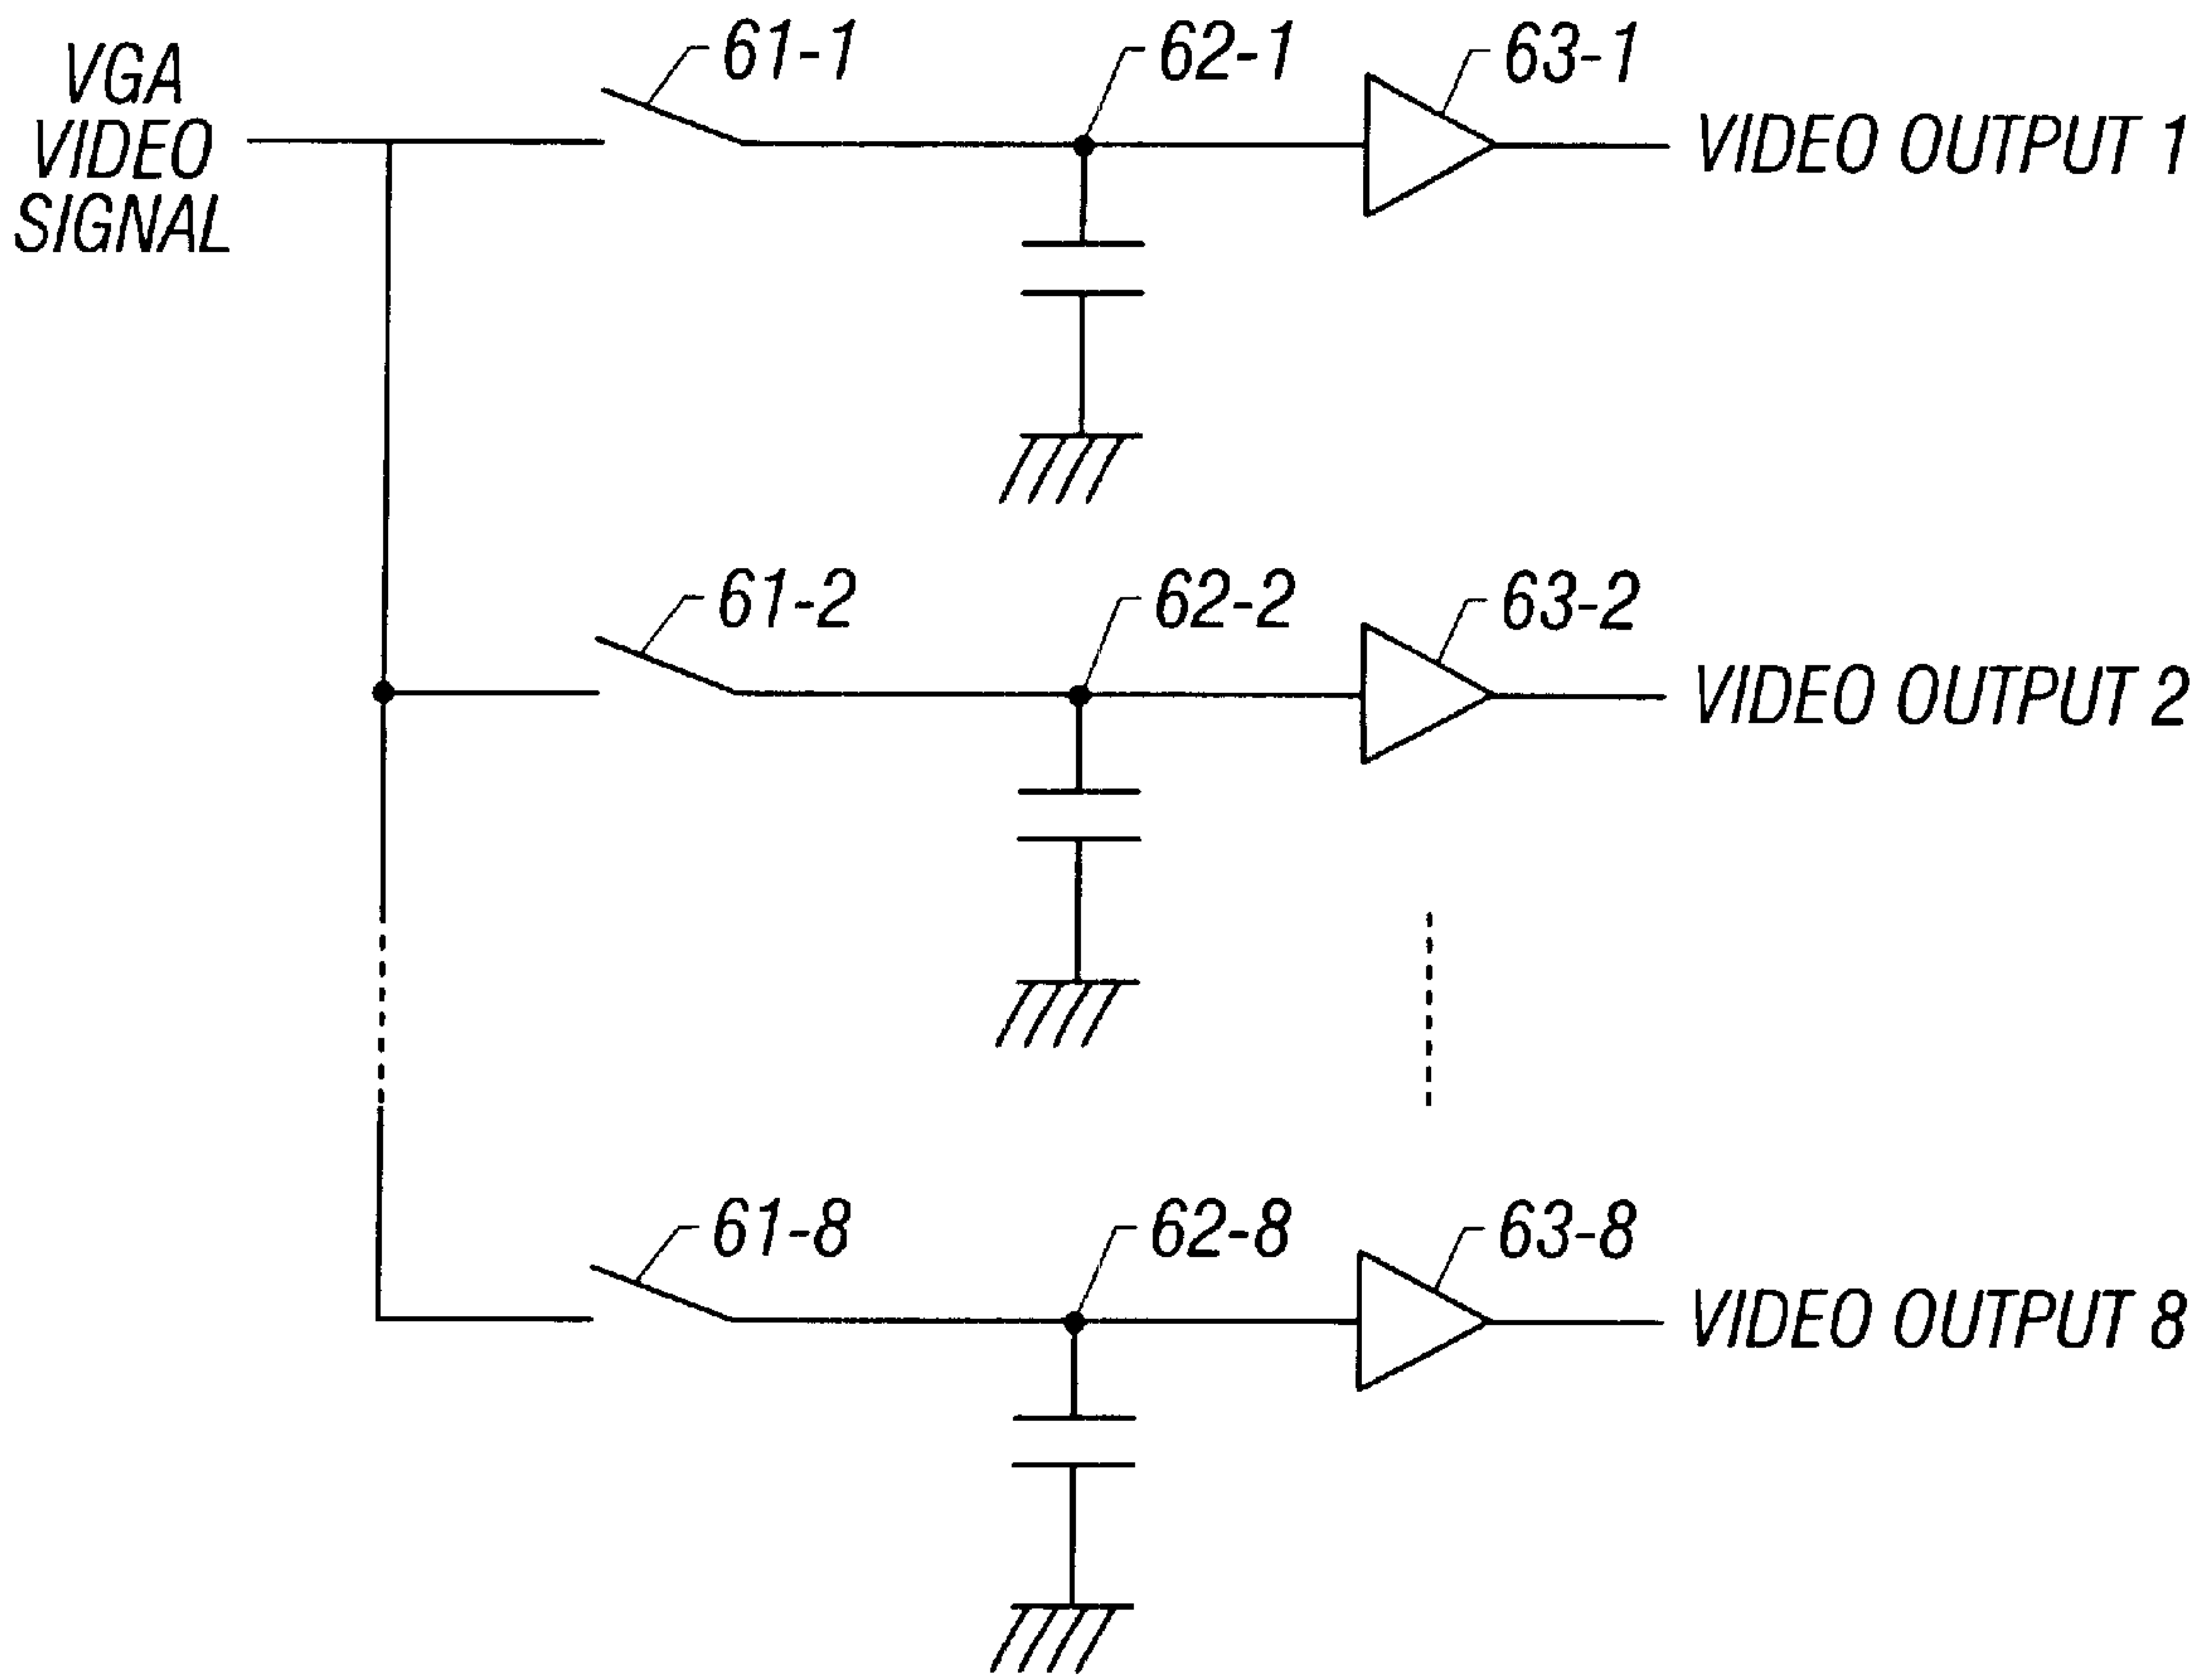 VGA
VIDEO
SIGNAL
61-1
62-1
63-1
VIDEO OUTPUT 1
61-2
62-2
63-2
VIDEO OUTPUT 2
61-8
62-8
63-8
VIDEO OUTPUT 8